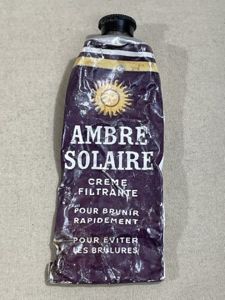 AMBRE
SOLAIRE
CRÈME
FILTRANTE
POUR BRUNIR
RAPIDEMENT
POUR ÉVITER
LES BRÛLURES